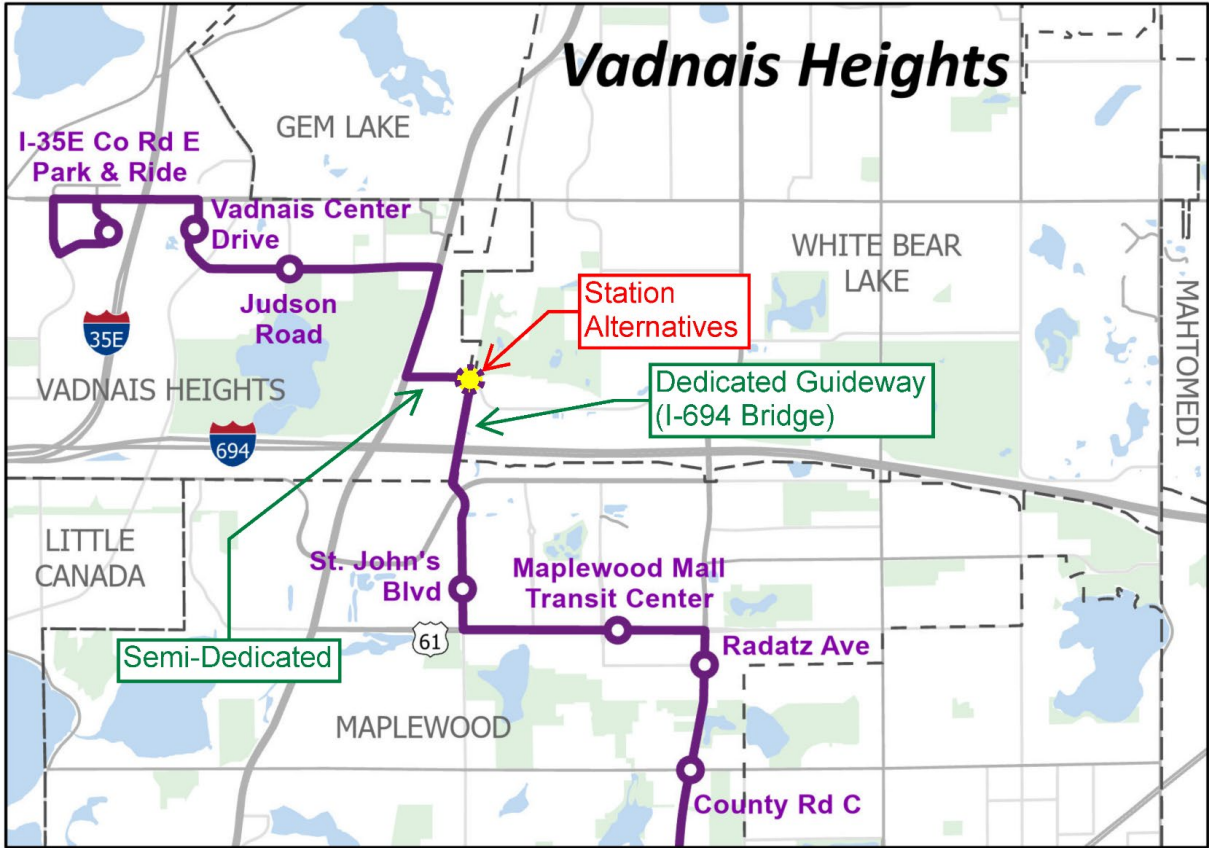 Vadnais Heights
GEM LAKE
I-35E Co Rd E
Park & Ride
Vadnais Center
Drive
WHITE BEAR
LAKE
MAHTOMEDI
Judson
Road
Station
Alternatives
35E
VADNAIS HEIGHTS
Dedicated Guideway
(I-694 Bridge)
694
LITTLE
CANADA
St. John's
Blvd
Maplewood Mall
Transit Center
61
Semi-Dedicated
Radatz Ave
MAPLEWOOD
County Rd C